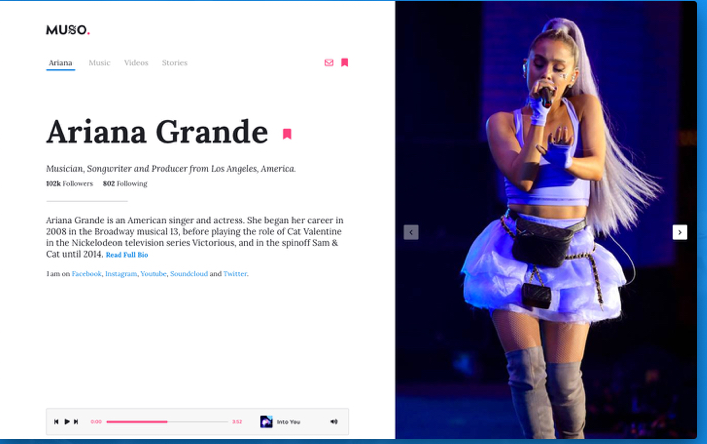 MUSO.
Ariana Music Videos Stories
Ariana Grande
Musician, Songwriter and Producer from Los Angeles, America.
102k Followers 802 Following
Ariana Grande is an American singer and actress. She began her career in
2008 in the Broadway musical 13, before playing the role of Cat Valentine
in the Nickelodeon television series Victorious, and in the spinoff Sam &
Cat until 2014. Read Full Bio
I am on Facebook, Instagram, Youtube, Soundcloud and Twitter.
0:00 3:02 Into You